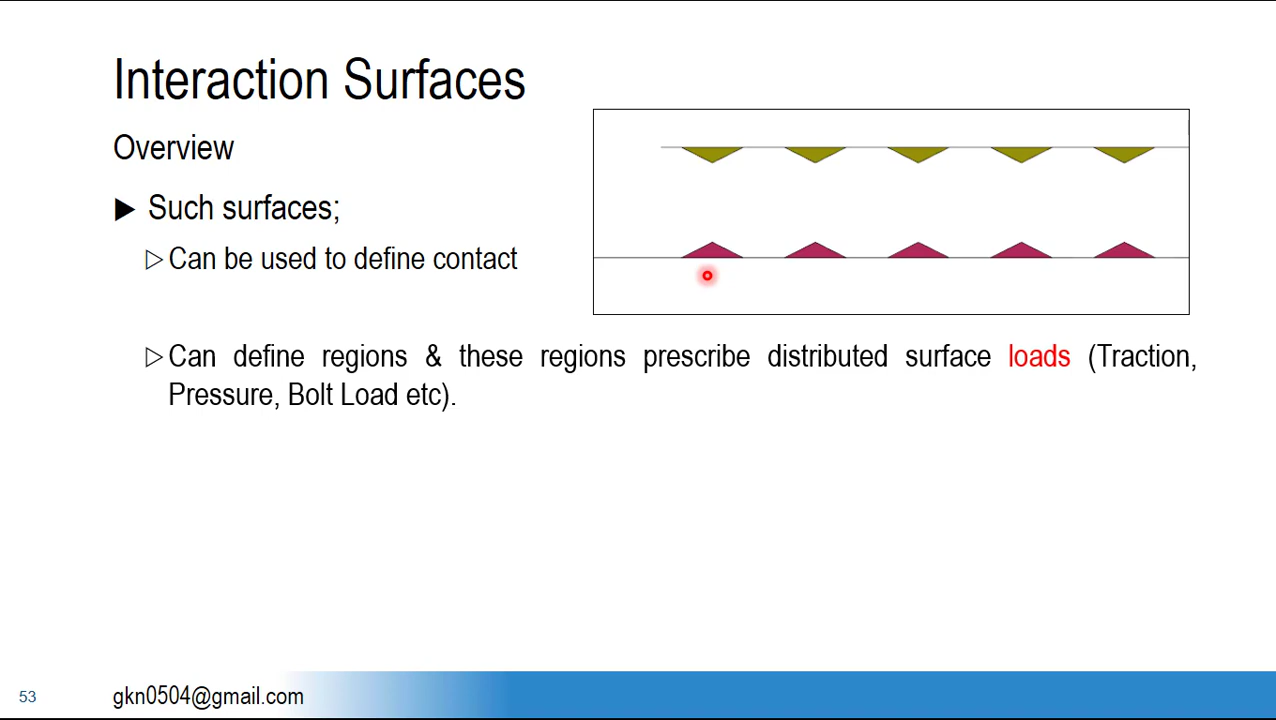 Interaction Surfaces
Overview
Such surfaces;
Can be used to define contact
Can define regions & these regions prescribe distributed surface loads (Traction,
Pressure, Bolt Load etc).
53
gkn0504@gmail.com